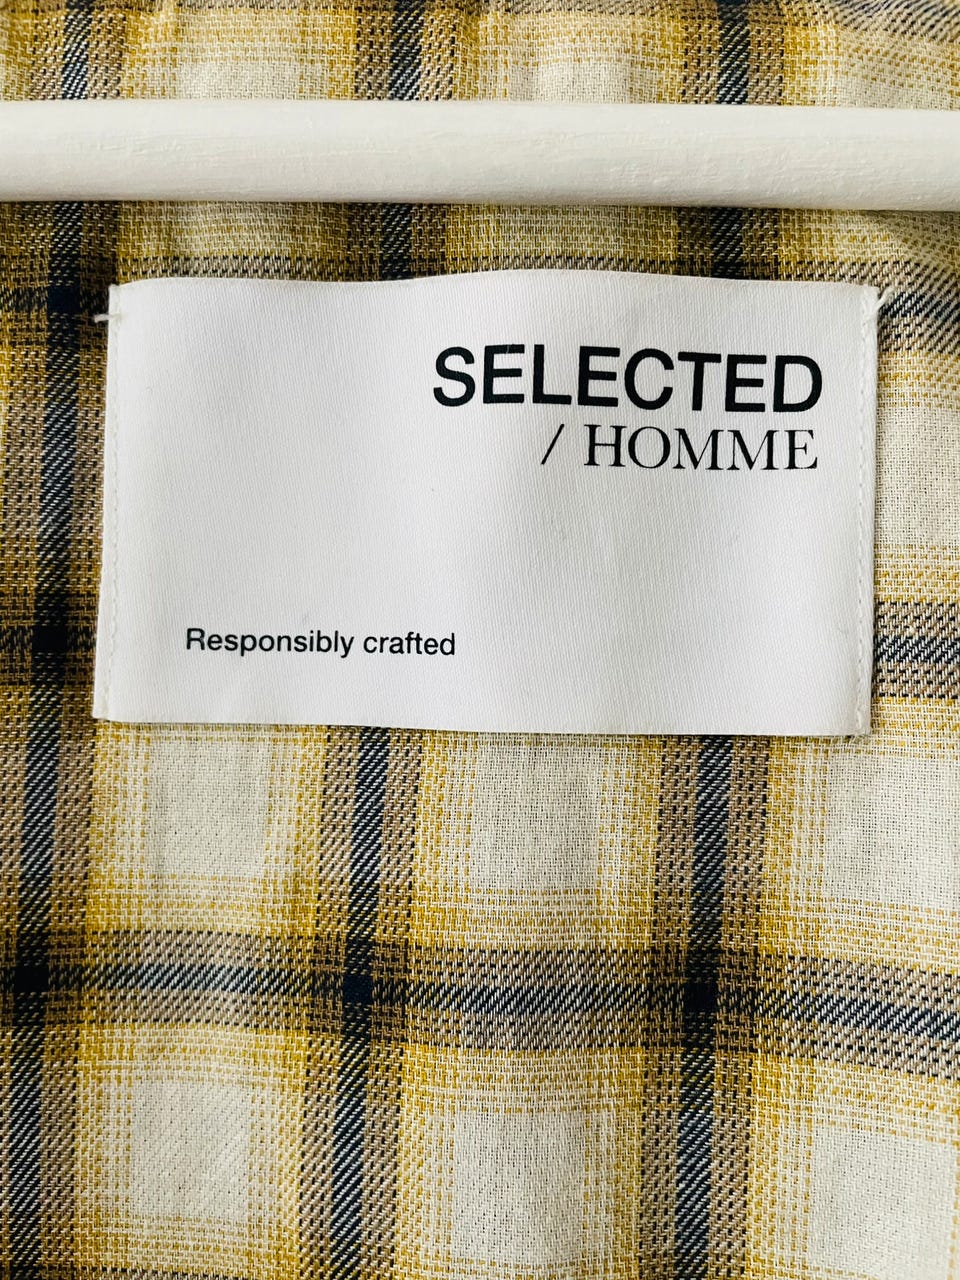 SELECTED
/ HOMME
Responsibly crafted